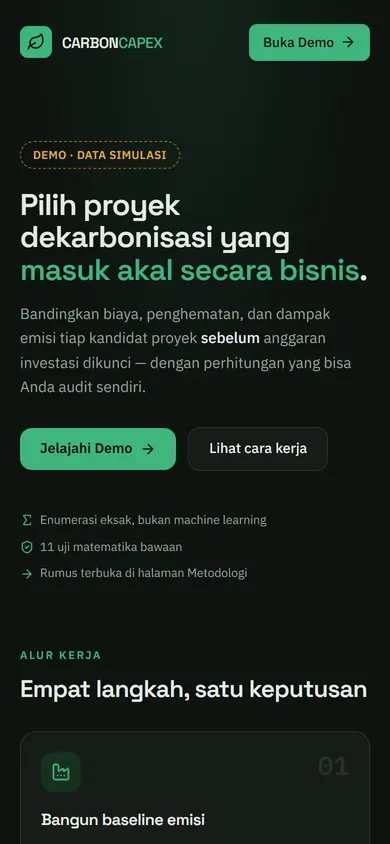 CARBONCAPEX
Buka Demo
DEMO · DATA SIMULASI
Pilih proyek
dekarbonisasi yang
masuk akal secara bisnis.
Bandingkan biaya, penghematan, dan dampak
emisi tiap kandidat proyek sebelum anggaran
investasi dikunci — dengan perhitungan yang bisa
Anda audit sendiri.
Jelajahi Demo
Lihat cara kerja
Enumerasi eksak, bukan machine learning
11 uji matematika bawaan
Rumus terbuka di halaman Metodologi
ALUR KERJA
Empat langkah, satu keputusan
01
Bangun baseline emisi